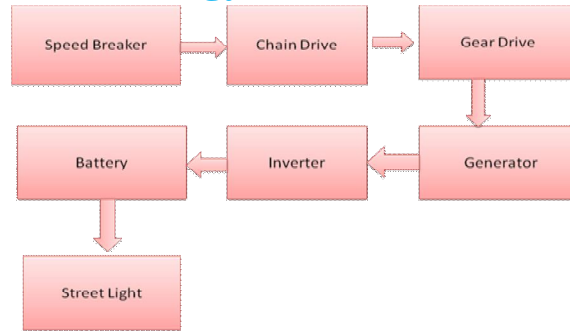 Speed Breaker
Chain Drive
Gear Drive
Generator
Inverter
Battery
Street Light